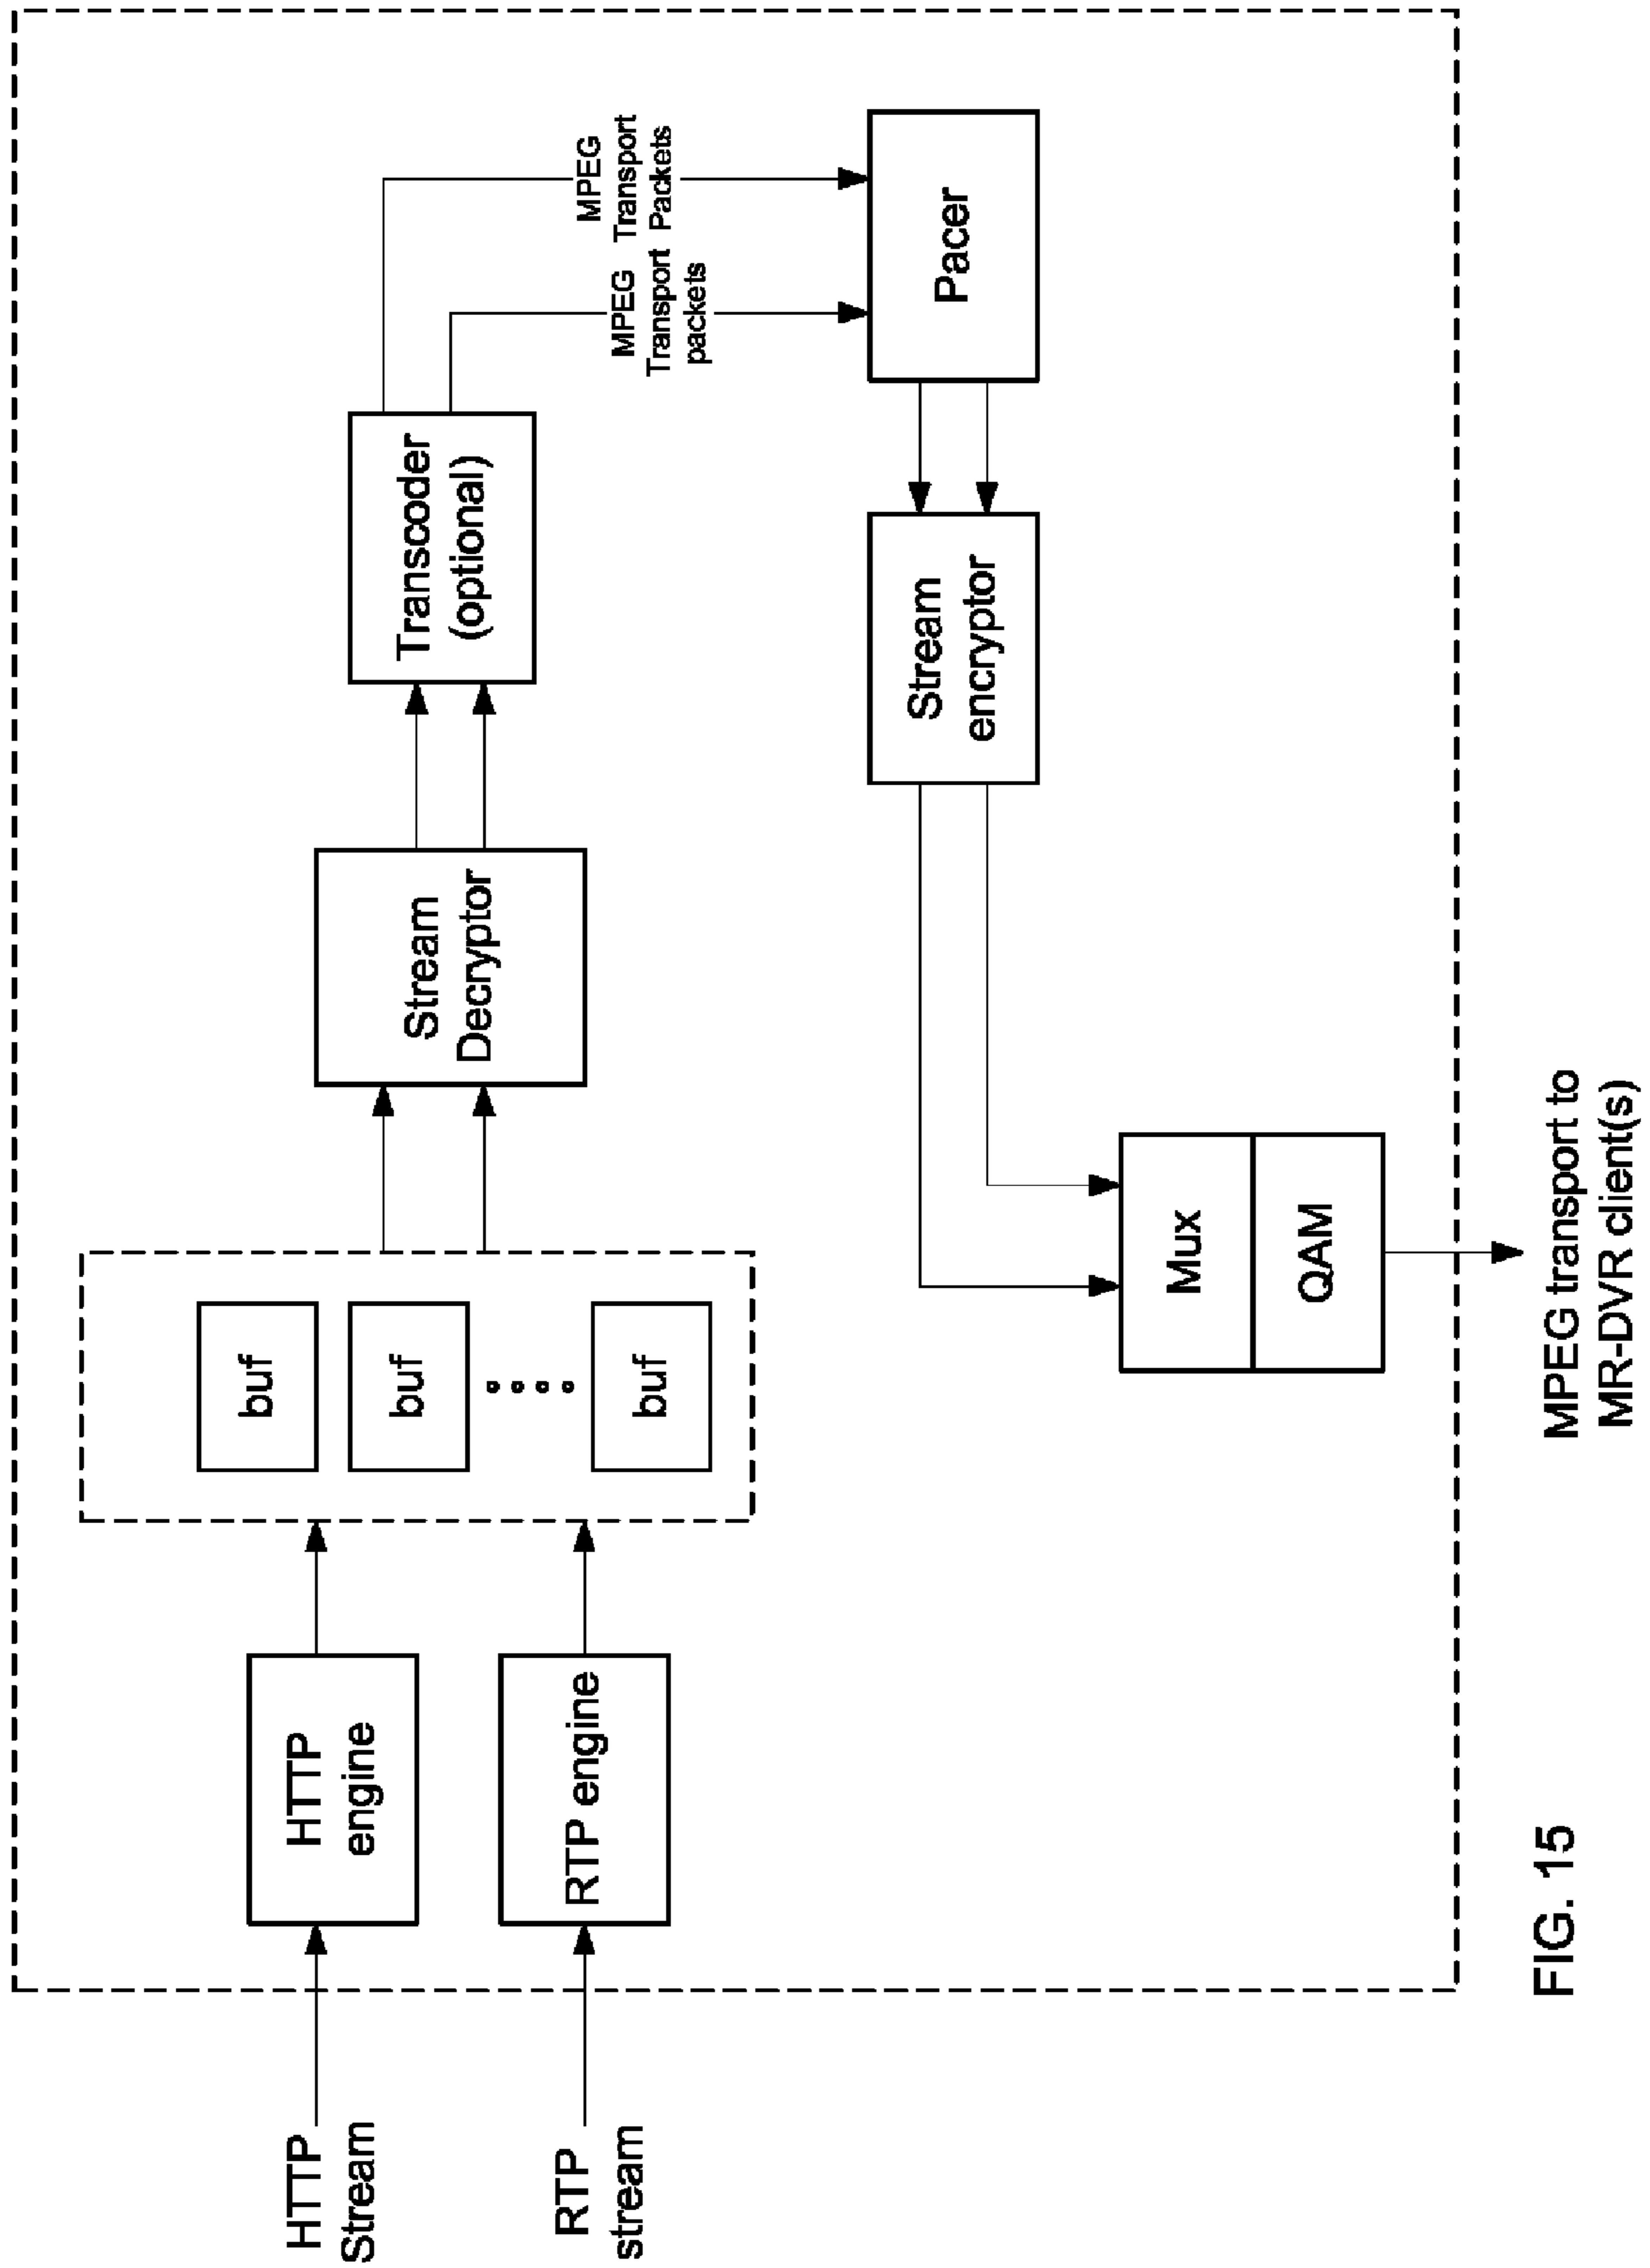 HTTP
Stream
RTP
stream
HTTP
engine
RTP engine
buf
buf
buf
Stream
Decryptor
Transcoder
(optional)
MPEG
Transport
Packets
MPEG
Transport
packets
Pacer
Stream
encryptor
Mux
QAM
MPEG transport to
MR-DVR client(s)
FIG. 15